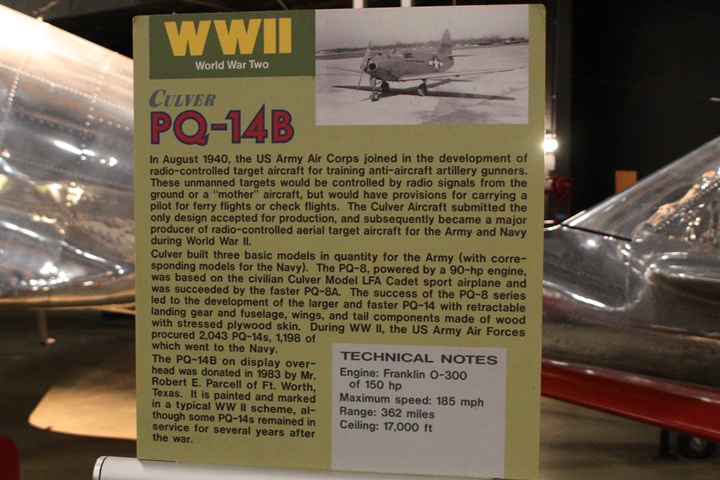 WWII
World War Two
CULVER
PQ-14B
In August 1940, the US Army Air Corps joined in the development of
radio-controlled target aircraft for training anti-aircraft artillery gunners.
These unmanned targets would be controlled by radio signals from the
ground or a "mother" aircraft, but would have provisions for carrying a
pilot for ferry flights or check flights. The Culver Aircraft submitted the
only design accepted for production, and subsequently became a major
producer of radio-controlled aerial target aircraft for the Army and Navy
during World War II.
Culver built three basic models in quantity for the Army (with corre-
sponding models for the Navy). The PQ-8, powered by a 90-hp engine,
was based on the civilian Culver Model LFA Cadet sport airplane and
was succeeded by the faster PQ-8A. The success of the PQ-8 series
led to the development of the larger and faster PQ-14 with retractable
landing gear and fuselage, wings, and tail components made of wood
with stressed plywood skin. During WW II, the US Army Air Forces
procured 2,043 PQ-14s, 1,198 of
which went to the Navy.
The PQ-14B on display over-
head was donated in 1983 by Mr.
Robert E. Parcell of Ft. Worth,
Texas. It is painted and marked
in a typical WW II scheme, al-
though some PQ-14s remained in
service for several years after
the war.
TECHNICAL NOTES
Engine: Franklin O-300
of 150 hp
Maximum speed: 185 mph
Range: 362 miles
Ceiling: 17,000 ft